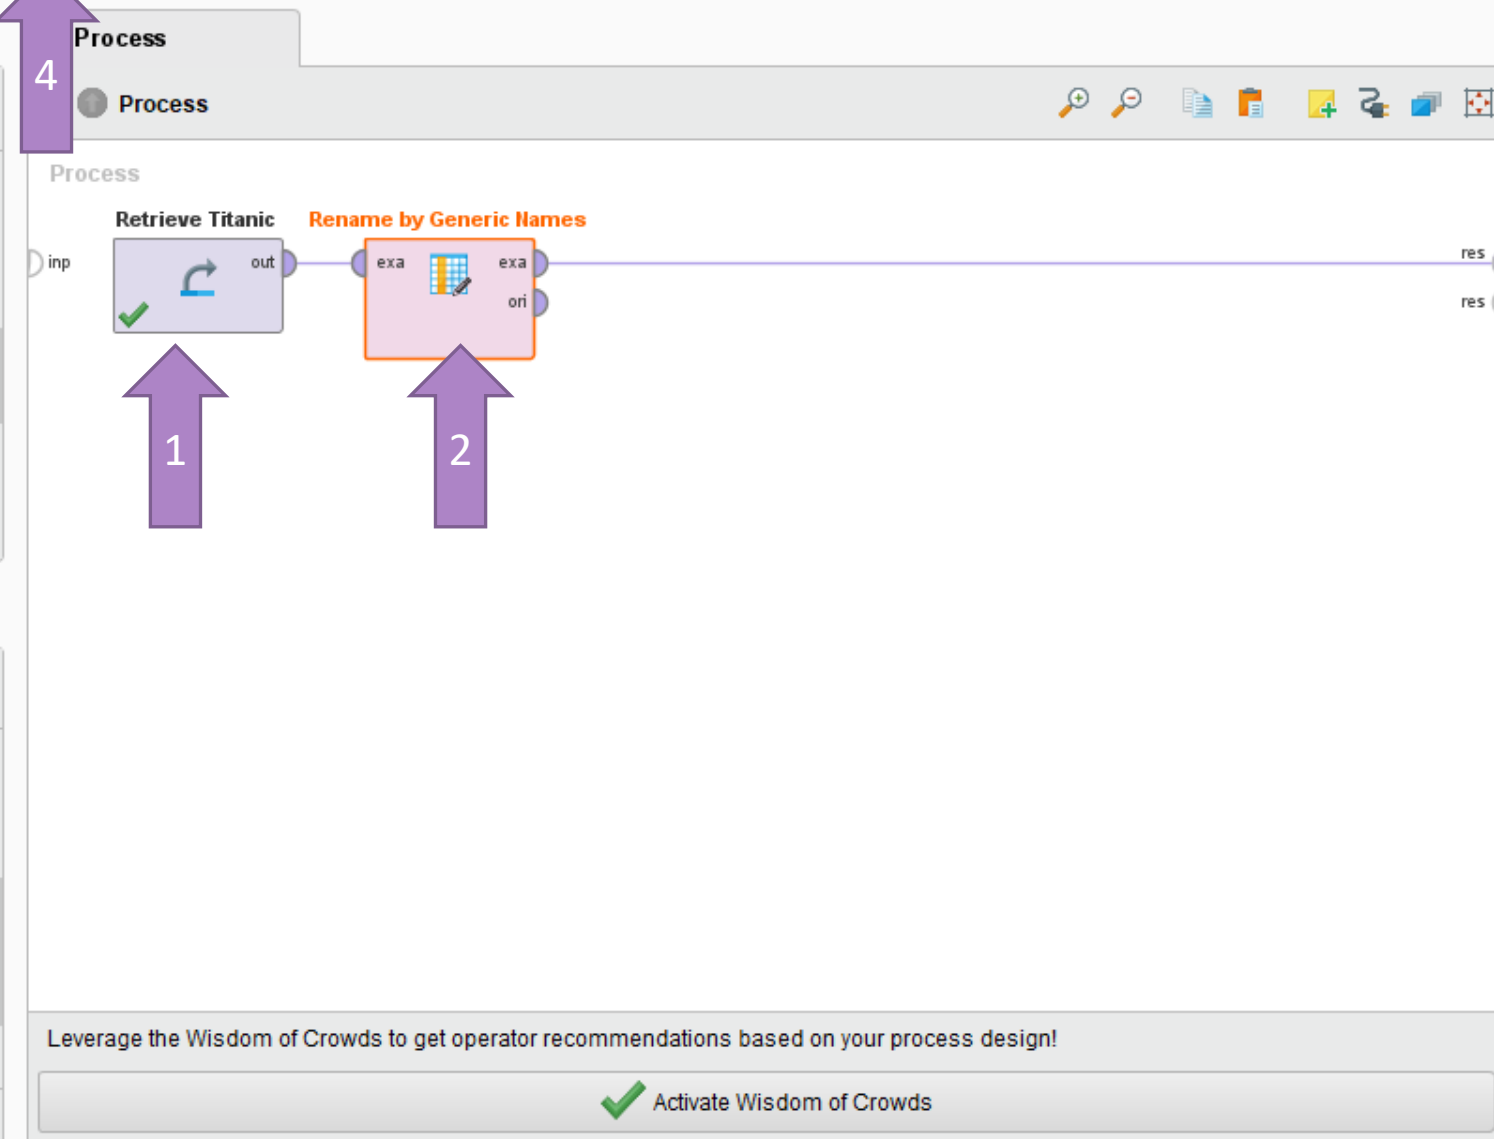 Process
4
Process
Process
Retrieve Titanic Rename by Generic Names
inp out exa exa res
ori res
1 2
Leverage the Wisdom of Crowds to get operator recommendations based on your process design!
Activate Wisdom of Crowds